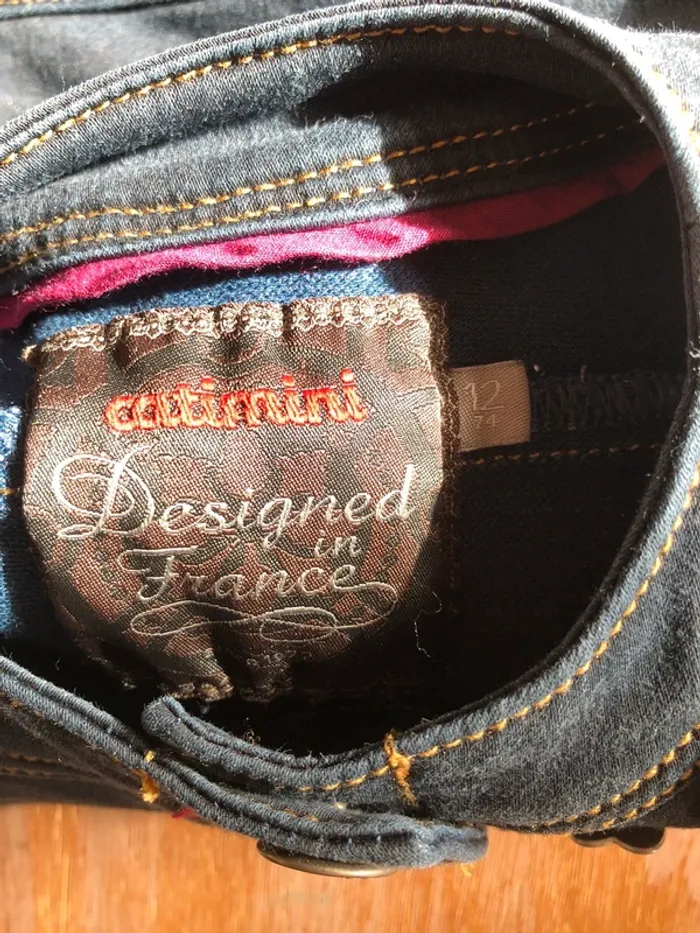 catimini
Designed
in
France
12
74